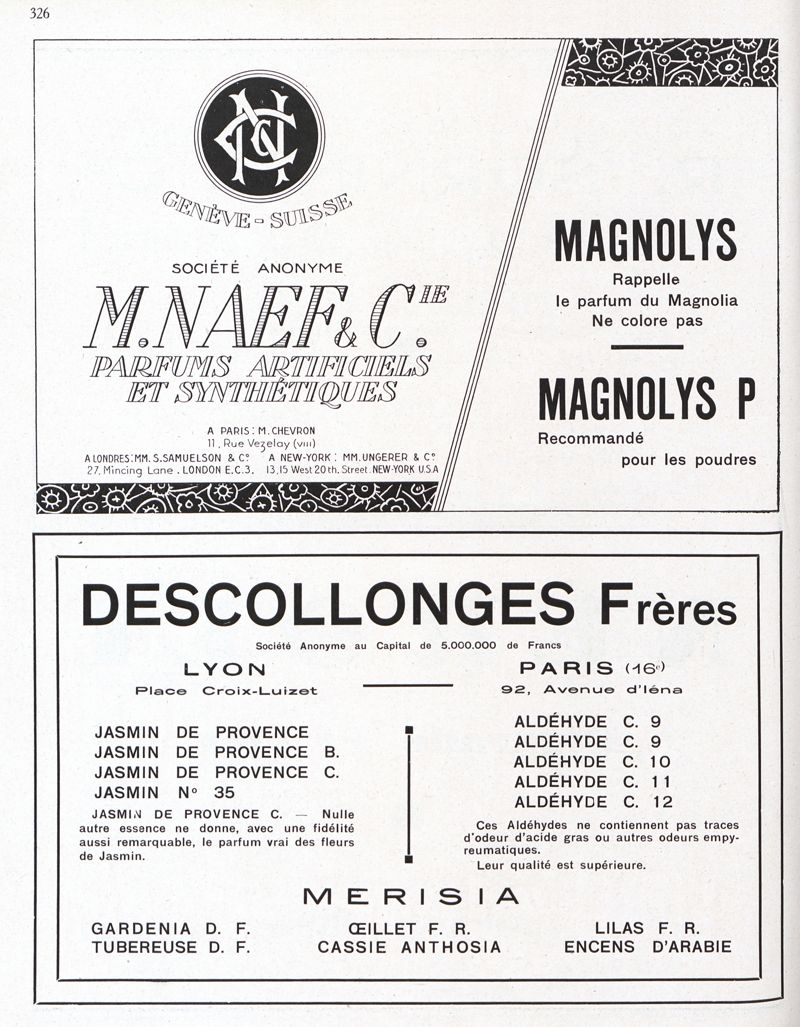 326
GENÈVE - SUISSE
SOCIÉTÉ ANONYME
M. NAEF & C.IE
PARFUMS ARTIFICIELS
ET SYNTHÉTIQUES
A PARIS: M. CHEVRON
11, Rue Vezelay (VIII)
A LONDRES: MM. S. SAMUELSON & Co A NEW-YORK: MM. UNGERER & Co
27, Mincing Lane. LONDON E.C.3. 13,15 West 20th. Street. NEW-YORK U.S.A
MAGNOLYS
Rappelle
le parfum du Magnolia
Ne colore pas
MAGNOLYS P
Recommandé
pour les poudres
DESCOLLONGES Frères
Société Anonyme au Capital de 5.000.000 de Francs
LYON
Place Croix-Luizet
PARIS (16e)
92, Avenue d'Iéna
JASMIN DE PROVENCE
JASMIN DE PROVENCE B.
JASMIN DE PROVENCE C.
JASMIN No 35
JASMIN DE PROVENCE C. — Nulle
autre essence ne donne, avec une fidélité
aussi remarquable, le parfum vrai des fleurs
de Jasmin.
ALDÉHYDE C. 9
ALDÉHYDE C. 9
ALDÉHYDE C. 10
ALDÉHYDE C. 11
ALDÉHYDE C. 12
Ces Aldéhydes ne contiennent pas traces
d'odeur d'acide gras ou autres odeurs empy-
reumatiques.
Leur qualité est supérieure.
MERISIA
GARDENIA D. F. ŒILLET F. R. LILAS F. R.
TUBEREUSE D. F. CASSIE ANTHOSIA ENCENS D'ARABIE